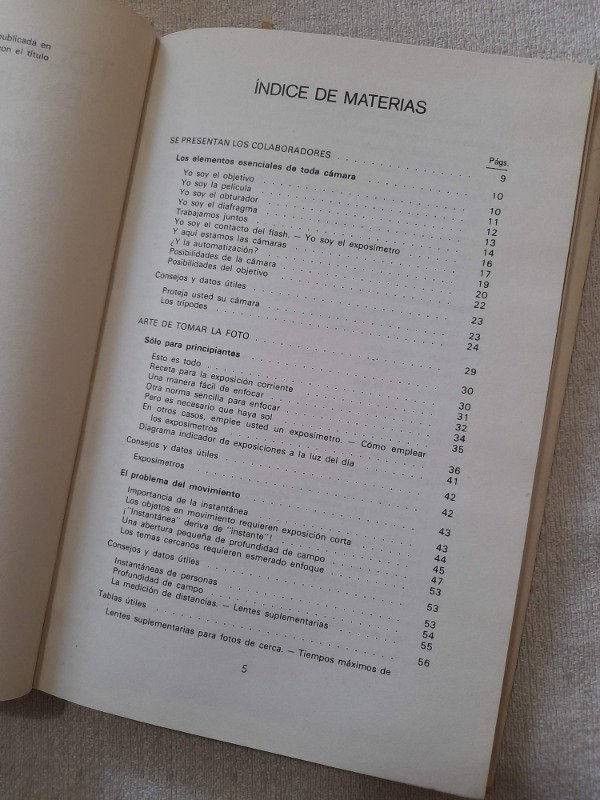 publicada en
con el título
ÍNDICE DE MATERIAS
Págs.
SE PRESENTAN LOS COLABORADORES . . . 9
Los elementos esenciales de toda cámara . . . 10
Yo soy el objetivo . . . 10
Yo soy la película . . . 11
Yo soy el obturador . . . 12
Yo soy el diafragma . . . 13
Trabajamos juntos . . . 14
Yo soy el contacto del flash. — Yo soy el exposímetro . . . 16
Y aquí estamos las cámaras . . . 17
¿Y la automatización? . . . 19
Posibilidades de la cámara . . . 20
Posibilidades del objetivo . . . 22
Consejos y datos útiles . . . 23
Proteja usted su cámara . . . 23
Los trípodes . . . 24
ARTE DE TOMAR LA FOTO . . . 29
Sólo para principiantes . . . 30
Esto es todo . . . 30
Receta para la exposición corriente . . . 31
Una manera fácil de enfocar . . . 32
Otra norma sencilla para enfocar . . . 34
Pero es necesario que haya sol . . . 35
En otros casos, emplee usted un exposímetro. — Cómo emplear
los exposímetros . . . 36
Diagrama indicador de exposiciones a la luz del día . . . 41
Consejos y datos útiles . . . 42
Exposímetros . . . 42
El problema del movimiento . . . 43
Importancia de la instantánea . . . 43
Los objetos en movimiento requieren exposición corta . . . 44
¡"Instantánea" deriva de "instante"! . . . 45
Una abertura pequeña de profundidad de campo . . . 47
Los temas cercanos requieren esmerado enfoque . . . 53
Consejos y datos útiles . . . 53
Instantáneas de personas . . . 53
Profundidad de campo . . . 54
La medición de distancias. — Lentes suplementarias . . . 55
Tablas útiles . . . 56
Lentes suplementarias para fotos de cerca. — Tiempos máximos de
5